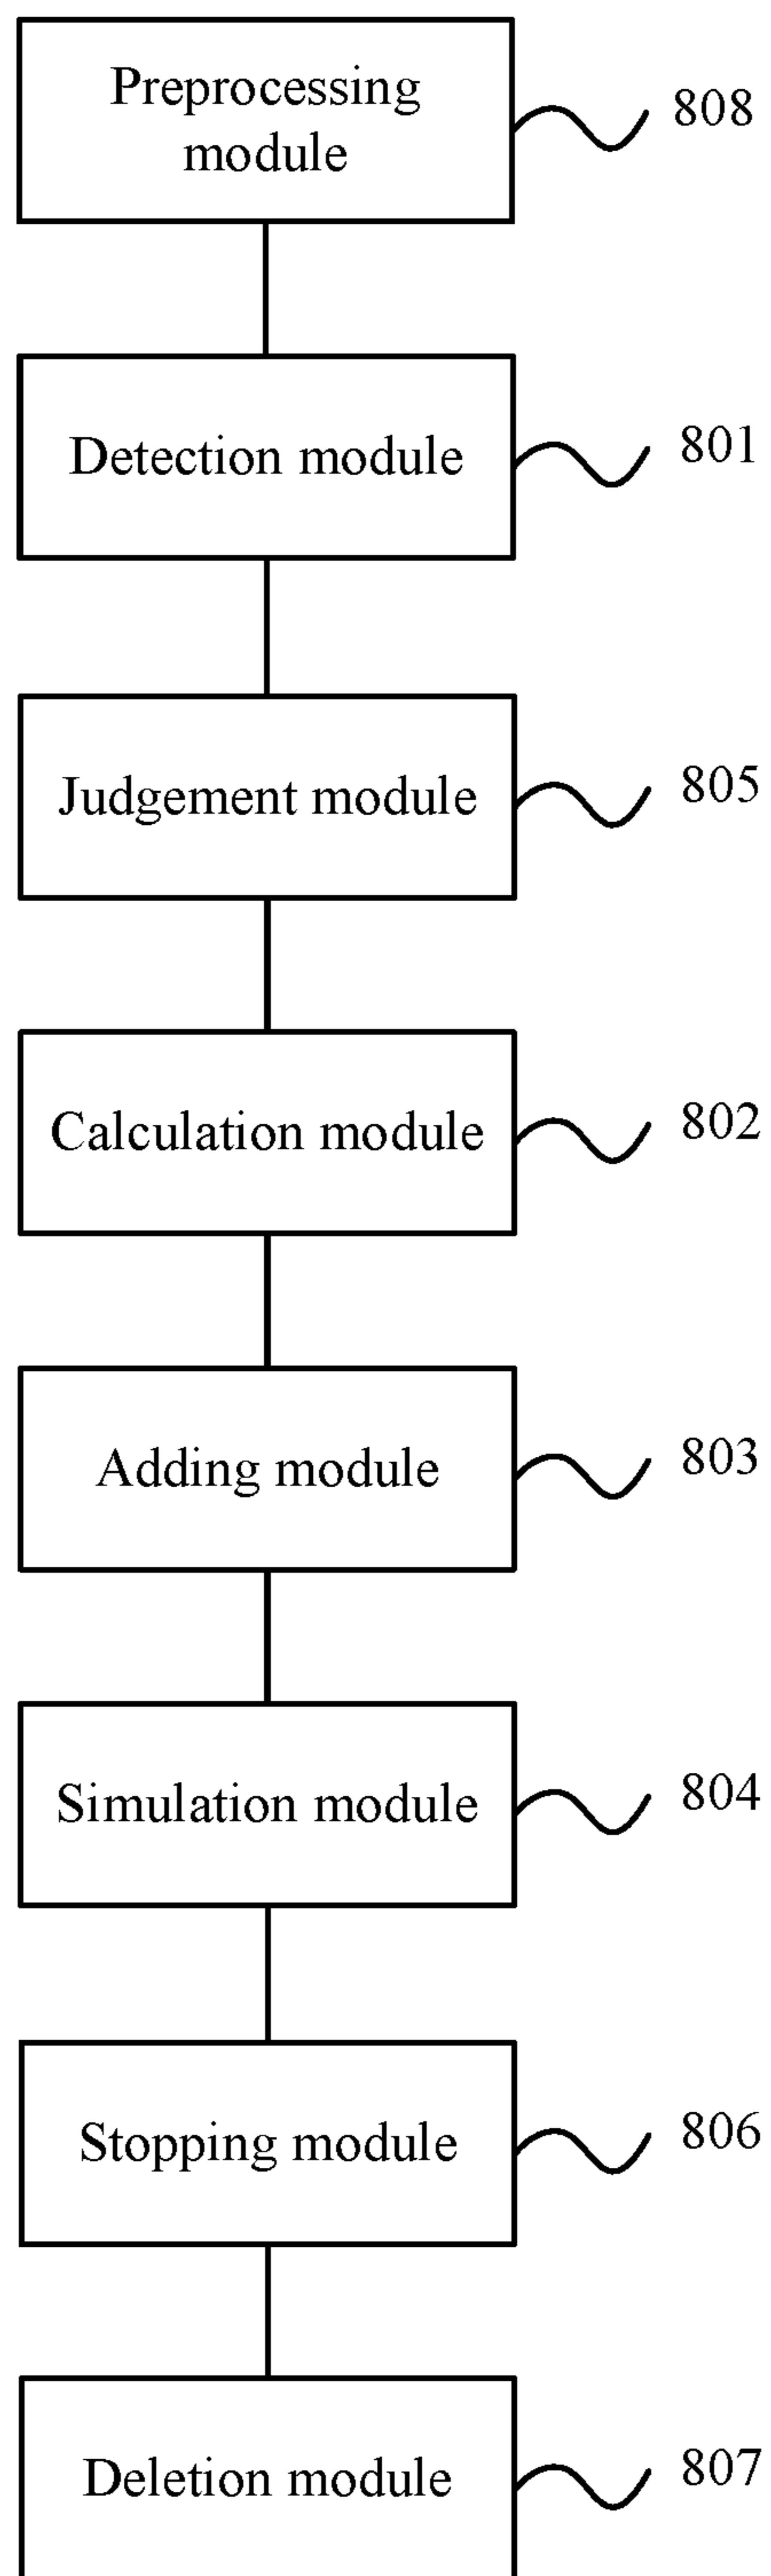 Preprocessing
module
808
Detection module
801
Judgement module
805
Calculation module
802
Adding module
803
Simulation module
804
Stopping module
806
Deletion module
807